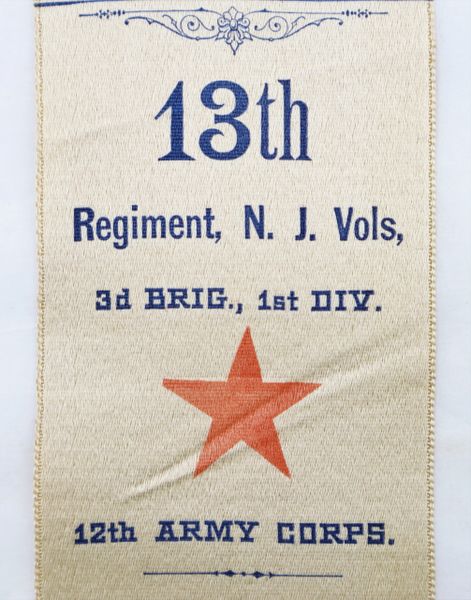 13th
Regiment, N. J. Vols,
3d BRIG., 1st DIV.
12th ARMY CORPS.